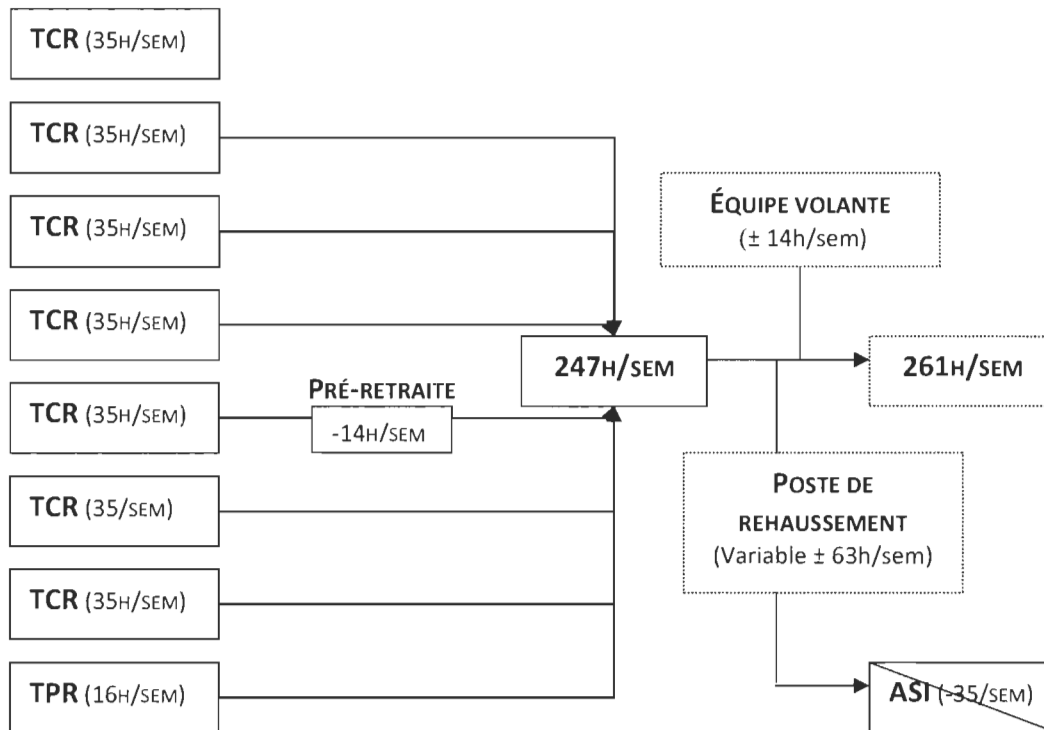 TCR (35H/SEM)
TCR (35H/SEM)
TCR (35H/SEM)
TCR (35H/SEM)
TCR (35H/SEM)
TCR (35/SEM)
TCR (35H/SEM)
TPR (16H/SEM)
PRÉ-RETRAITE
-14H/SEM
247H/SEM
ÉQUIPE VOLANTE
(± 14h/sem)
261H/SEM
POSTE DE
REHAUSSEMENT
(Variable ± 63h/sem)
ASI (-35/SEM)